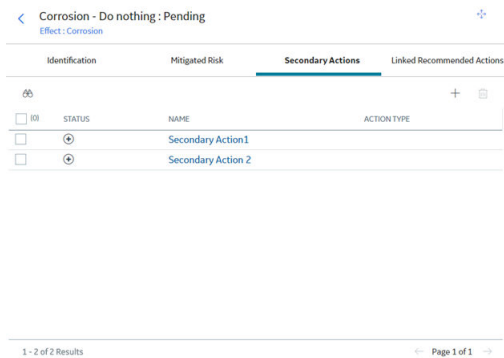 Corrosion - Do nothing : Pending
Effect : Corrosion
Identification Mitigated Risk Secondary Actions Linked Recommended Actions
(0) STATUS NAME ACTION TYPE
Secondary Action1
Secondary Action 2
1 - 2 of 2 Results Page 1 of 1